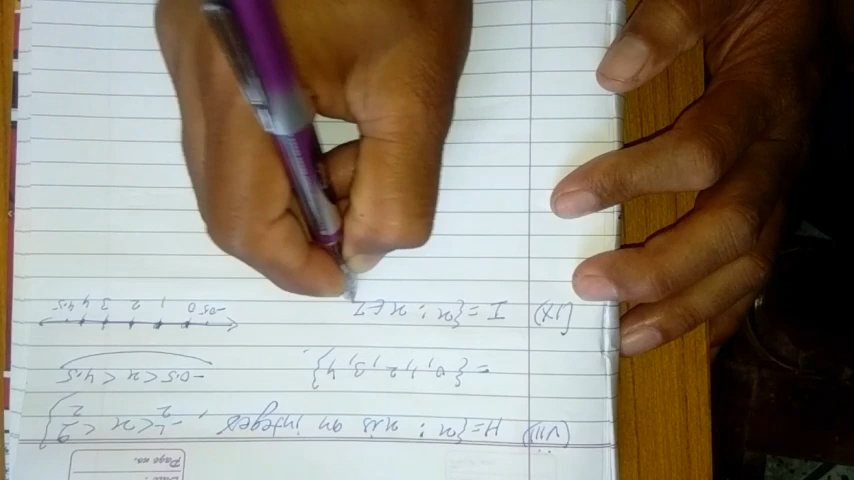 Page no.
(viii) H = {x : x is an integer, -1/2 < x < 9/2}
= {0, 1, 2, 3, 4}, -0.5 < x < 4.5
(ix) I = {x : x ∈ Z
-0.5 0 1 2 3 4 4.5